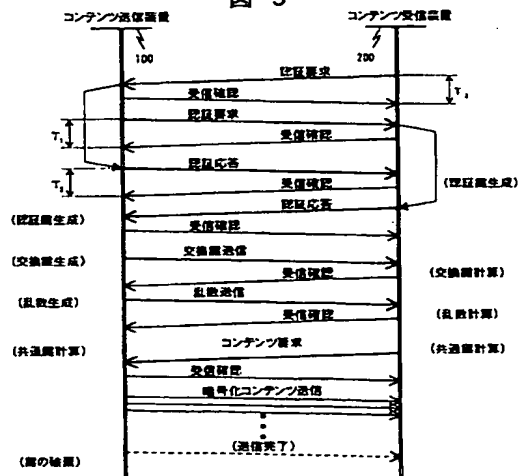 図 3
コンテンツ送信装置 コンテンツ受信装置
100 200
認証要求
受信確認
認証要求
受信確認
認証応答
受信確認
認証応答
受信確認
交換鍵送信
受信確認
乱数送信
受信確認
コンテンツ要求
受信確認
暗号化コンテンツ送信
(送信完了)
T₁
T₂
T₃
(認証鍵生成)
(交換鍵生成)
(乱数生成)
(共通鍵計算)
(鍵の破棄)
(認証鍵生成)
(交換鍵計算)
(乱数計算)
(共通鍵計算)